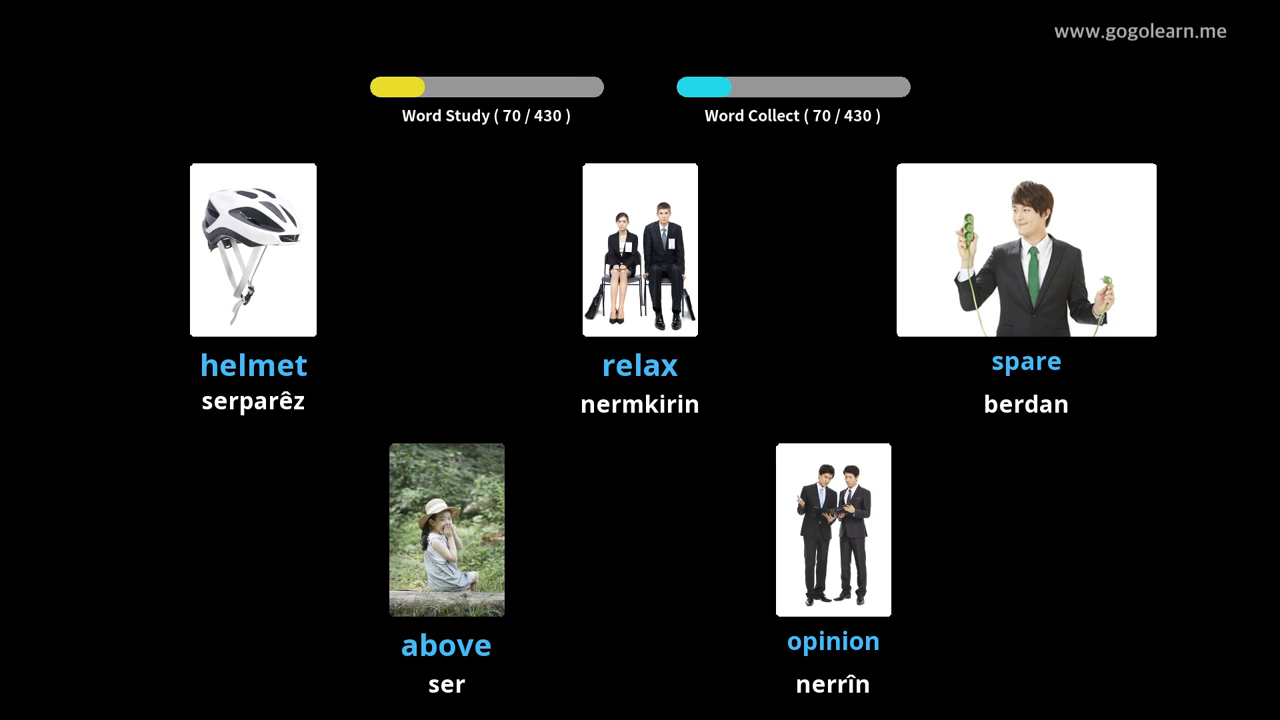 www.gogolearn.me
Word Study ( 70 / 430 )
Word Collect ( 70 / 430 )
helmet
serparêz
relax
nermkirin
spare
berdan
above
ser
opinion
nerrîn